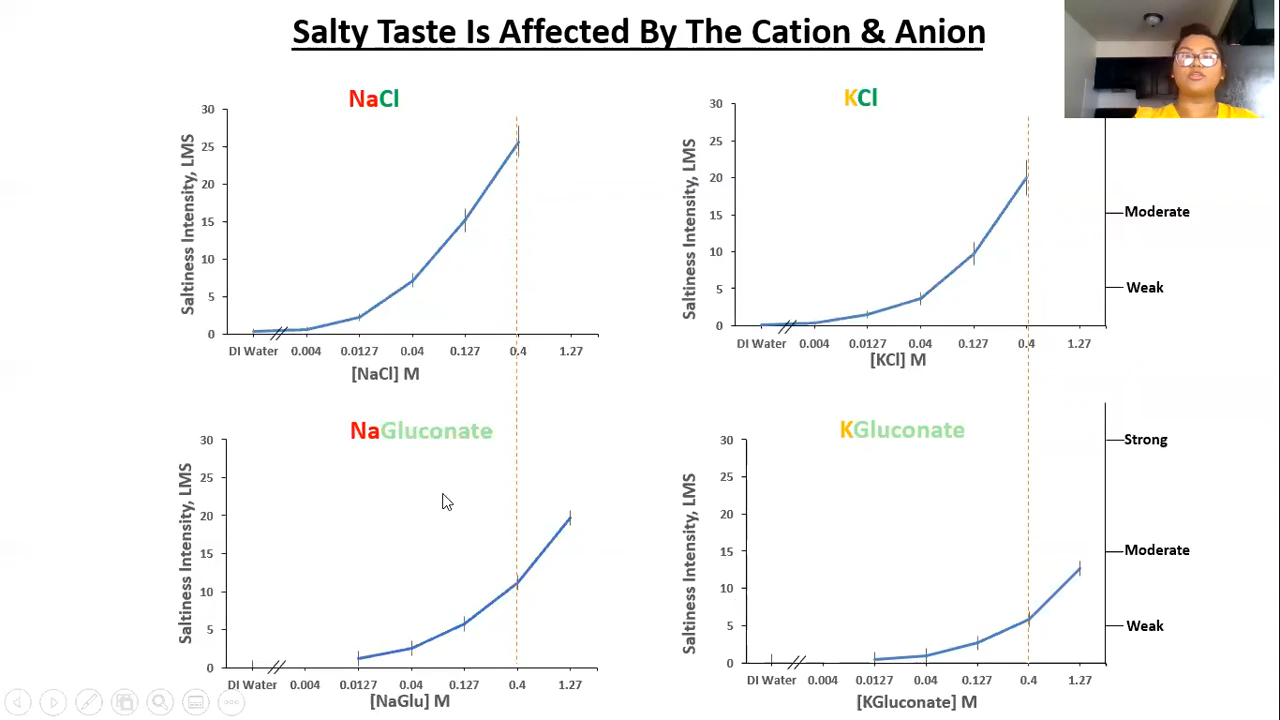 Salty Taste Is Affected By The Cation & Anion
NaCl
Saltiness Intensity, LMS
30
25
20
15
10
5
0
DI Water 0.004 0.0127 0.04 0.127 0.4 1.27
[NaCl] M
KCl
Saltiness Intensity, LMS
30
25
20
15
10
5
0
DI Water 0.004 0.0127 0.04 0.127 0.4 1.27
[KCl] M
Moderate
Weak
NaGluconate
Saltiness Intensity, LMS
30
25
20
15
10
5
0
DI Water 0.004 0.0127 0.04 0.127 0.4 1.27
[NaGlu] M
KGluconate
Saltiness Intensity, LMS
30
25
20
15
10
5
0
DI Water 0.004 0.0127 0.04 0.127 0.4 1.27
[KGluconate] M
Strong
Moderate
Weak